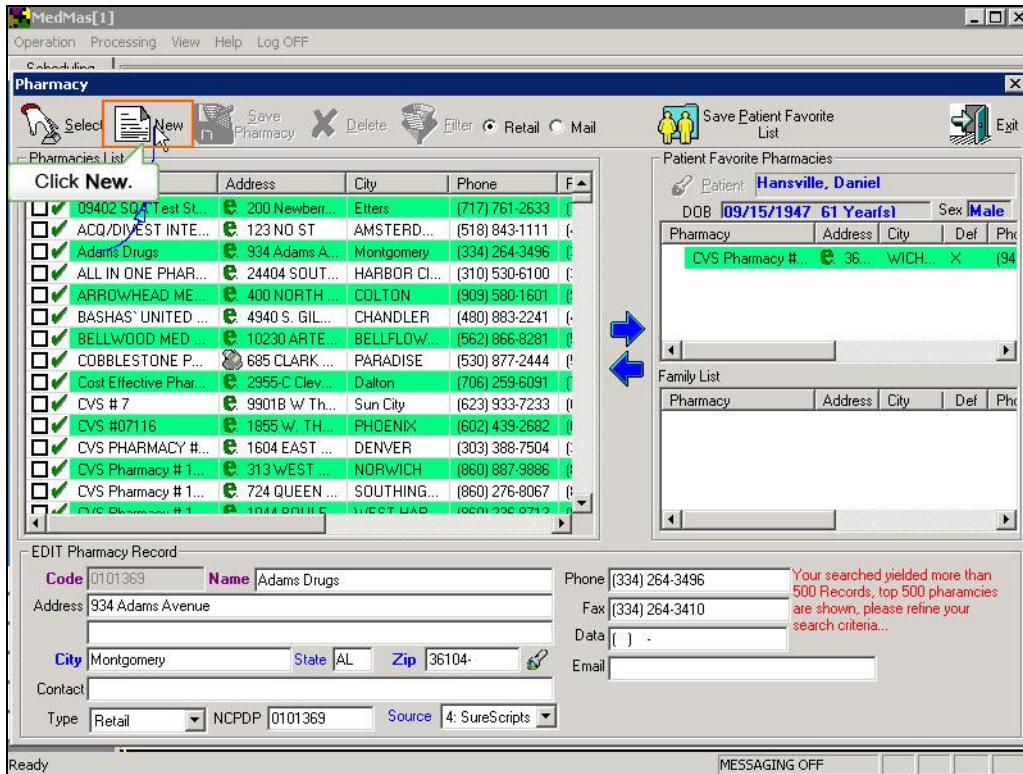 MedMas[1]
Operation Processing View Help Log OFF
Scheduling
Pharmacy
Select New Save Pharmacy Delete Filter Retail Mail Save Patient Favorite List Exit
Pharmacies List
Click New.
Address City Phone F
09402 SQA Test St... 200 Newberr... Etters (717) 761-2633
ACQ/DIVEST INTE... 123 NO ST AMSTERD... (518) 843-1111
Adams Drugs 934 Adams A... Montgomery (334) 264-3496
ALL IN ONE PHAR... 24404 SOUT... HARBOR CI... (310) 530-6100
ARROWHEAD ME... 400 NORTH ... COLTON (909) 580-1601
BASHAS` UNITED ... 4940 S. GIL... CHANDLER (480) 883-2241
BELLWOOD MED ... 10230 ARTE... BELLFLOW... (562) 866-8281
COBBLESTONE P... 685 CLARK ... PARADISE (530) 877-2444
Cost Effective Phar... 2955-C Clev... Dalton (706) 259-6091
CVS # 7 9901B W Th... Sun City (623) 933-7233
CVS #07116 1855 W. TH... PHOENIX (602) 439-2682
CVS PHARMACY #... 1604 EAST ... DENVER (303) 388-7504
CVS Pharmacy # 1... 313 WEST ... NORWICH (860) 887-9886
CVS Pharmacy # 1... 724 QUEEN ... SOUTHING... (860) 276-8067
CVS Pharmacy # 1...
Patient Favorite Pharmacies
Patient Hansville, Daniel
DOB 09/15/1947 61 Year(s) Sex Male
Pharmacy Address City Def Pho
CVS Pharmacy #... 36... WICH... X (94
Family List
Pharmacy Address City Def Pho
EDIT Pharmacy Record
Code 0101369 Name Adams Drugs
Address 934 Adams Avenue
City Montgomery State AL Zip 36104-
Contact
Type Retail NCPDP 0101369 Source 4: SureScripts
Phone (334) 264-3496
Fax (334) 264-3410
Data ( ) -
Email
Your searched yielded more than
500 Records, top 500 pharamcies
are shown, please refine your
search criteria...
Ready MESSAGING OFF